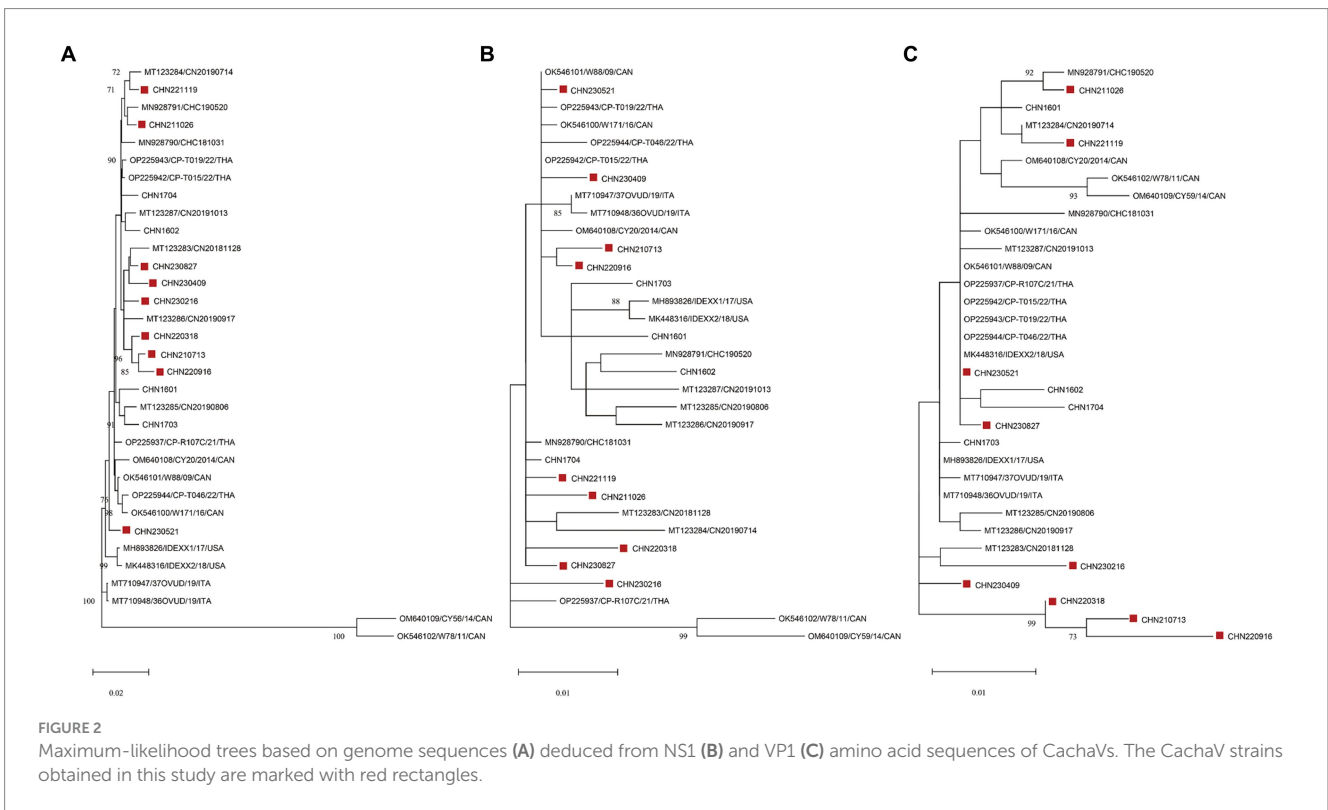 A
72
MT123284/CN20190714
71
CHN221119
MN928791/CHC190520
CHN211026
MN928790/CHC181031
90
OP225943/CP-T019/22/THA
OP225942/CP-T015/22/THA
CHN1704
MT123287/CN20191013
CHN1602
MT123283/CN20181128
CHN230827
CHN230409
CHN230216
MT123286/CN20190917
CHN220318
CHN210713
96
85
CHN220916
CHN1601
MT123285/CN20190806
91
CHN1703
OP225937/CP-R107C/21/THA
OM640108/CY20/2014/CAN
OK546101/W88/09/CAN
76
OP225944/CP-T046/22/THA
98
OK546100/W171/16/CAN
CHN230521
MH893826/IDEXX1/17/USA
99
MK448316/IDEXX2/18/USA
MT710947/37OVUD/19/ITA
100
MT710948/36OVUD/19/ITA
OM640109/CY56/14/CAN
100
OK546102/W78/11/CAN
0.02
B
OK546101/W88/09/CAN
CHN230521
OP225943/CP-T019/22/THA
OK546100/W171/16/CAN
OP225944/CP-T046/22/THA
OP225942/CP-T015/22/THA
CHN230409
MT710947/37OVUD/19/ITA
85
MT710948/36OVUD/19/ITA
OM640108/CY20/2014/CAN
CHN210713
CHN220916
CHN1703
88
MH893826/IDEXX1/17/USA
MK448316/IDEXX2/18/USA
CHN1601
MN928791/CHC190520
CHN1602
MT123287/CN20191013
MT123285/CN20190806
MT123286/CN20190917
MN928790/CHC181031
CHN1704
CHN221119
CHN211026
MT123283/CN20181128
MT123284/CN20190714
CHN220318
CHN230827
CHN230216
OP225937/CP-R107C/21/THA
OK546102/W78/11/CAN
99
OM640109/CY59/14/CAN
0.01
C
92
MN928791/CHC190520
CHN211026
CHN1601
MT123284/CN20190714
CHN221119
OM640108/CY20/2014/CAN
OK546102/W78/11/CAN
93
OM640109/CY59/14/CAN
MN928790/CHC181031
OK546100/W171/16/CAN
MT123287/CN20191013
OK546101/W88/09/CAN
OP225937/CP-R107C/21/THA
OP225942/CP-T015/22/THA
OP225943/CP-T019/22/THA
OP225944/CP-T046/22/THA
MK448316/IDEXX2/18/USA
CHN230521
CHN1602
CHN1704
CHN230827
CHN1703
MH893826/IDEXX1/17/USA
MT710947/37OVUD/19/ITA
MT710948/36OVUD/19/ITA
MT123285/CN20190806
MT123286/CN20190917
MT123283/CN20181128
CHN230216
CHN230409
CHN220318
99
CHN210713
73
CHN220916
0.01
FIGURE 2
Maximum-likelihood trees based on genome sequences (A) deduced from NS1 (B) and VP1 (C) amino acid sequences of CachaVs. The CachaV strains
obtained in this study are marked with red rectangles.